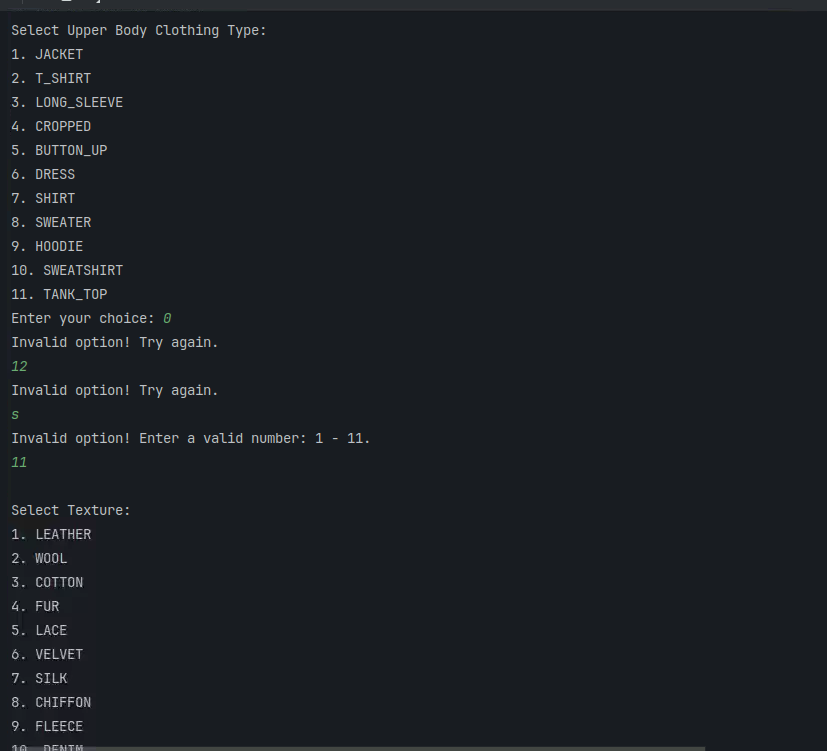 Select Upper Body Clothing Type:
1. JACKET
2. T_SHIRT
3. LONG_SLEEVE
4. CROPPED
5. BUTTON_UP
6. DRESS
7. SHIRT
8. SWEATER
9. HOODIE
10. SWEATSHIRT
11. TANK_TOP
Enter your choice: 0
Invalid option! Try again.
12
Invalid option! Try again.
s
Invalid option! Enter a valid number: 1 - 11.
11
Select Texture:
1. LEATHER
2. WOOL
3. COTTON
4. FUR
5. LACE
6. VELVET
7. SILK
8. CHIFFON
9. FLEECE
10. DENIM